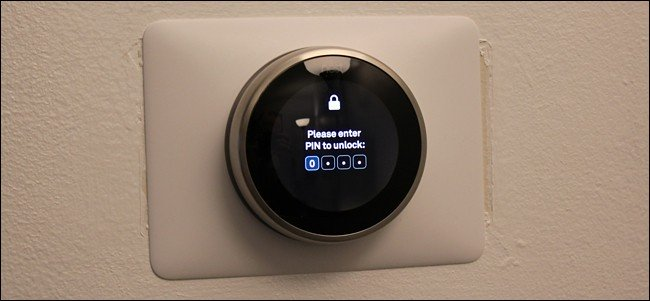 Please enter
PIN to unlock:
0 • • •